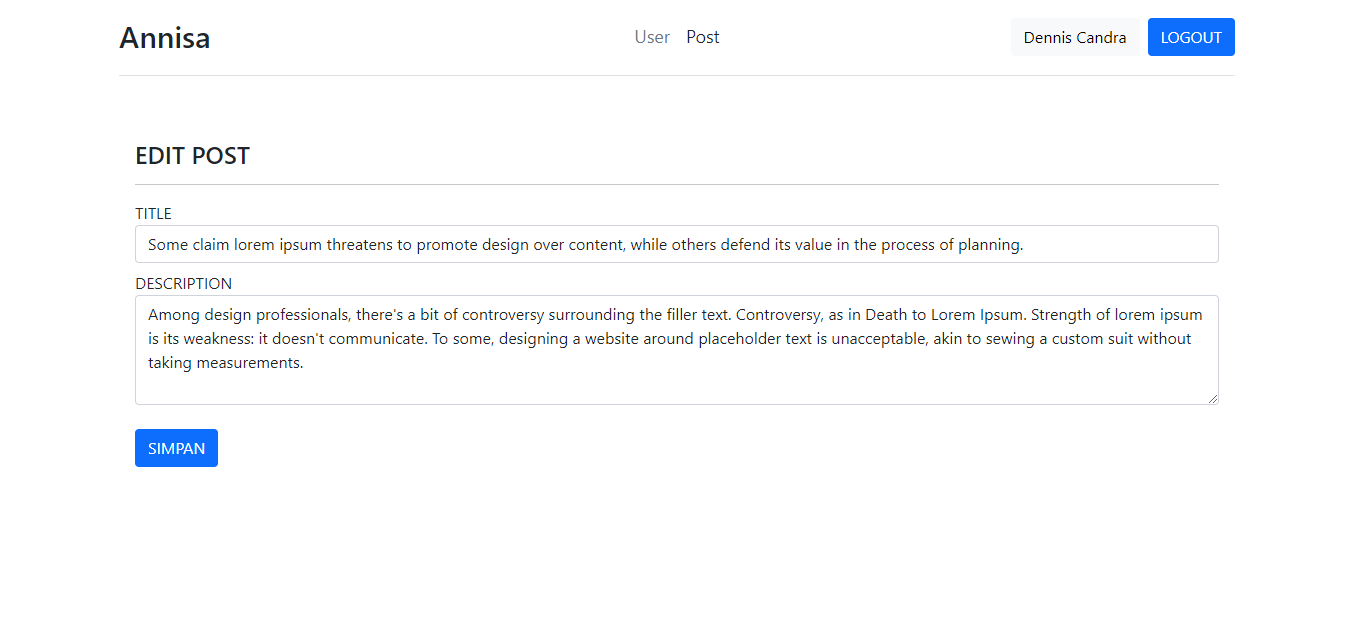 Annisa
User Post
Dennis Candra LOGOUT
EDIT POST
TITLE
Some claim lorem ipsum threatens to promote design over content, while others defend its value in the process of planning.
DESCRIPTION
Among design professionals, there's a bit of controversy surrounding the filler text. Controversy, as in Death to Lorem Ipsum. Strength of lorem ipsum
is its weakness: it doesn't communicate. To some, designing a website around placeholder text is unacceptable, akin to sewing a custom suit without
taking measurements.
SIMPAN